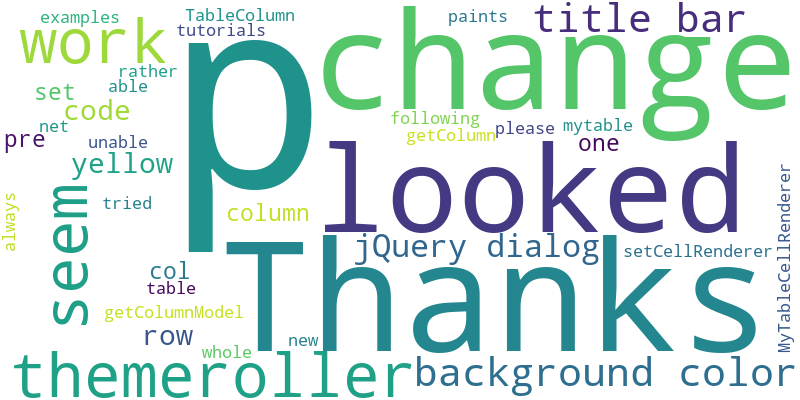 examples
TableColumn
paints
title bar
work
tutorials
p
change
rather
able
set
code
following
net
getColumn
please
mytable
pre
unable
one
looked
yellow
always
seem
tried
column
MyTableCellRenderer
jQuery dialog
setCellRenderer
Thanks
col
table
getColumnModel
row
new
whole
themeroller
background color